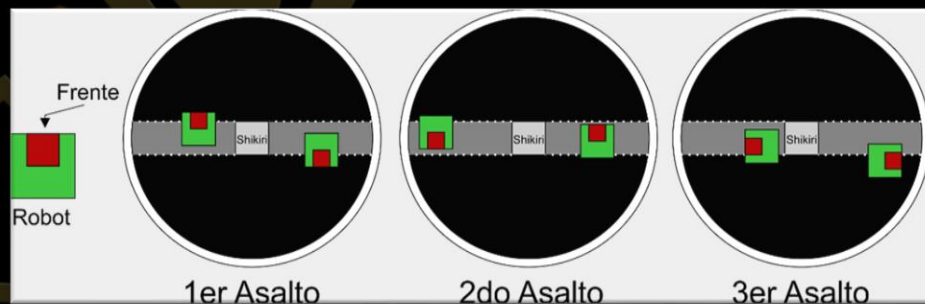 Frente
Robot
Shikiri
Shikiri
Shikiri
1er Asalto
2do Asalto
3er Asalto